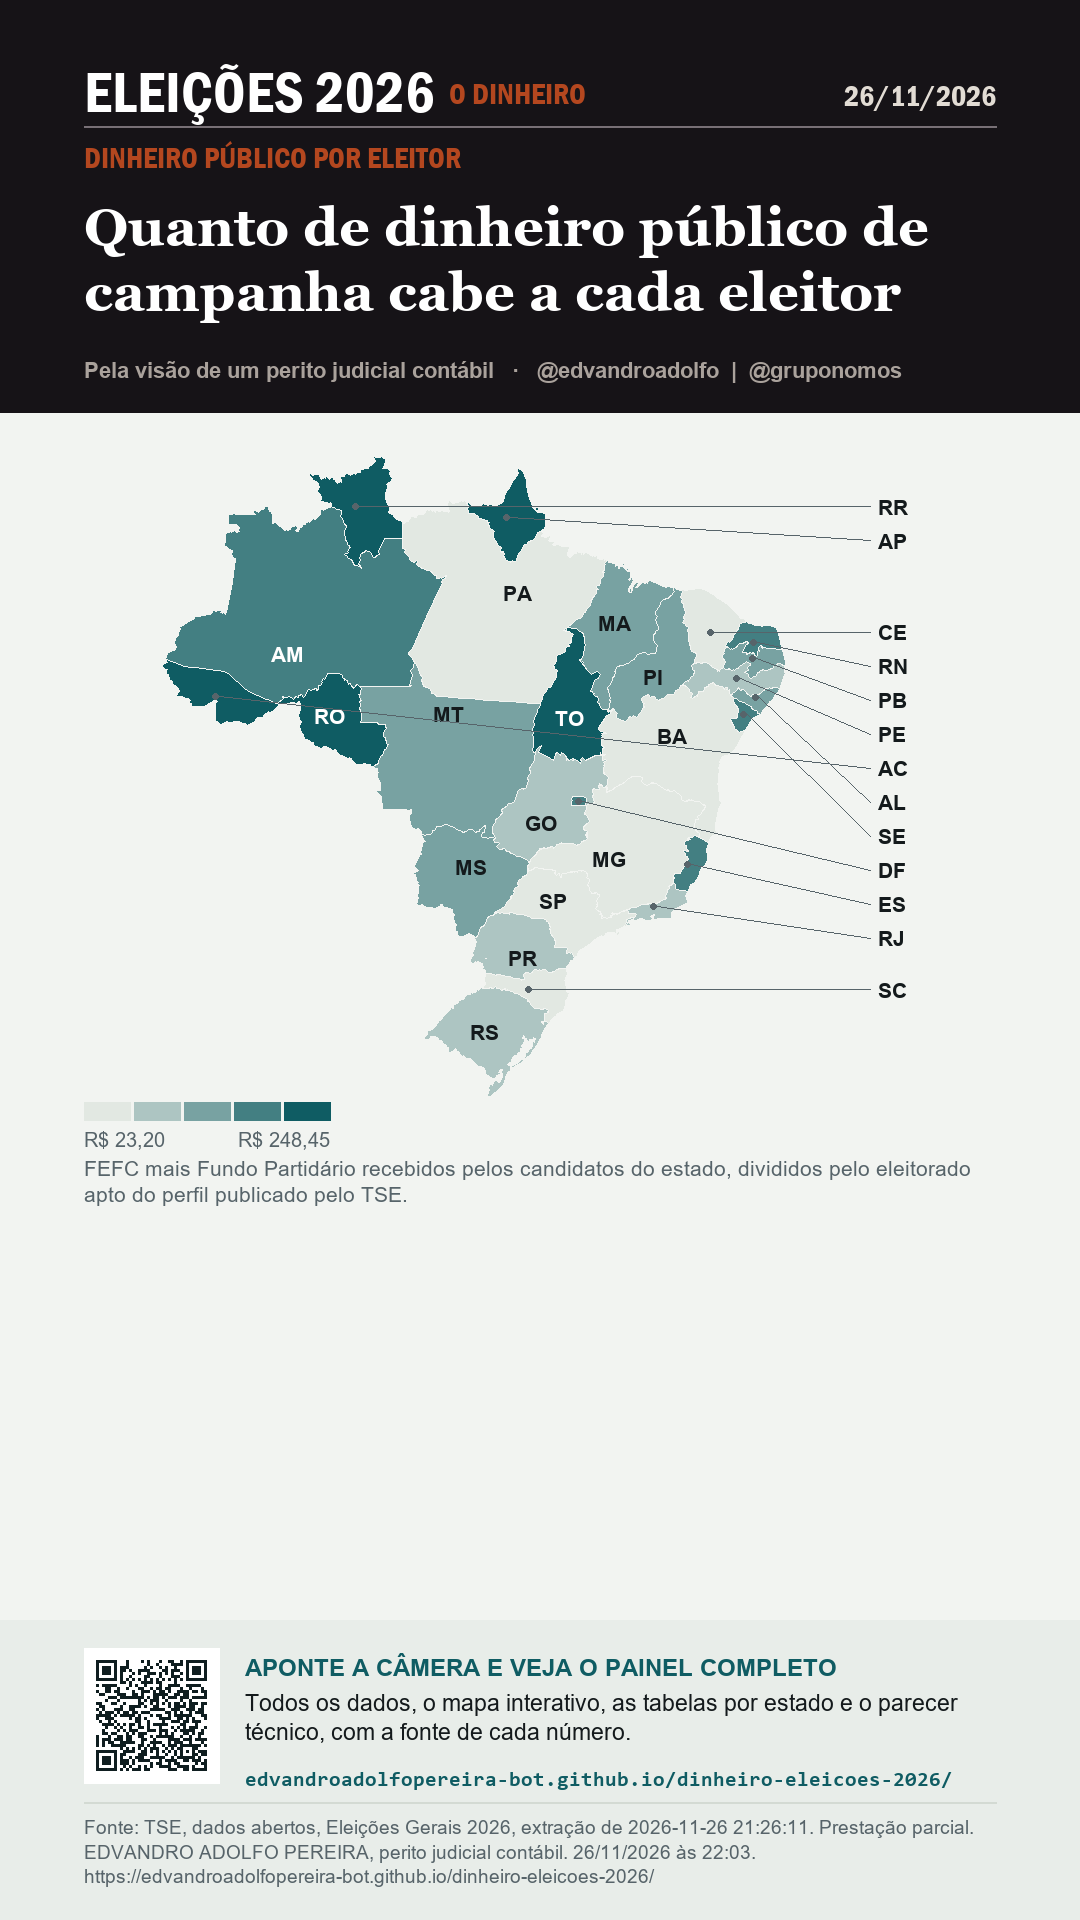 ELEIÇÕES 2026 O DINHEIRO 26/11/2026
DINHEIRO PÚBLICO POR ELEITOR
Quanto de dinheiro público de
campanha cabe a cada eleitor
Pela visão de um perito judicial contábil · @edvandroadolfo | @gruponomos
RR
AP
PA
MA
CE
AM
RN
PI
PB
RO
MT
TO
BA
PE
AC
AL
GO
SE
MS
MG
DF
SP
ES
PR
RJ
SC
RS
R$ 23,20 R$ 248,45
FEFC mais Fundo Partidário recebidos pelos candidatos do estado, divididos pelo eleitorado
apto do perfil publicado pelo TSE.
APONTE A CÂMERA E VEJA O PAINEL COMPLETO
Todos os dados, o mapa interativo, as tabelas por estado e o parecer
técnico, com a fonte de cada número.
edvandroadolfopereira-bot.github.io/dinheiro-eleicoes-2026/
Fonte: TSE, dados abertos, Eleições Gerais 2026, extração de 2026-11-26 21:26:11. Prestação parcial.
EDVANDRO ADOLFO PEREIRA, perito judicial contábil. 26/11/2026 às 22:03.
https://edvandroadolfopereira-bot.github.io/dinheiro-eleicoes-2026/